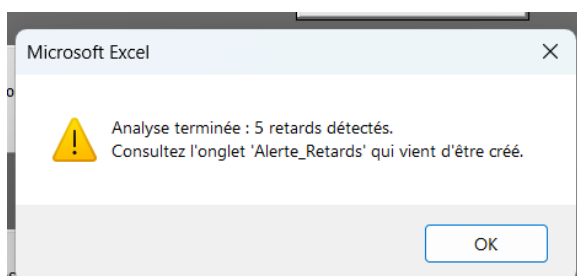 Microsoft Excel
Analyse terminée : 5 retards détectés.
Consultez l'onglet 'Alerte_Retards' qui vient d'être créé.
OK